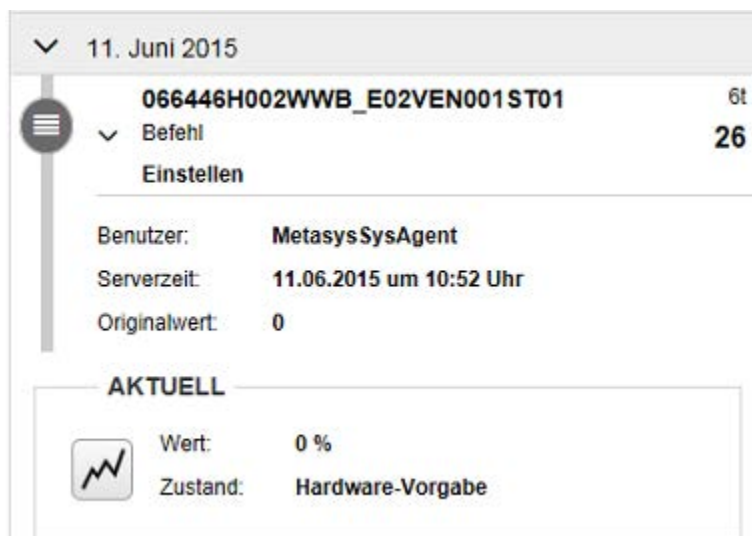 11. Juni 2015
066446H002WWB_E02VEN001ST01 6t
Befehl 26
Einstellen
Benutzer: MetasysSysAgent
Serverzeit: 11.06.2015 um 10:52 Uhr
Originalwert: 0
AKTUELL
Wert: 0 %
Zustand: Hardware-Vorgabe